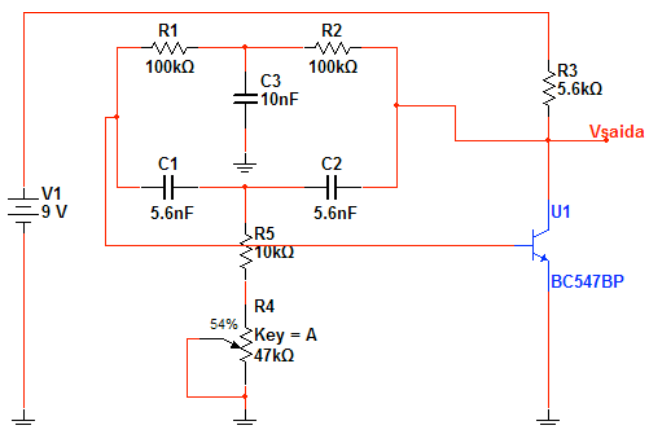 R1
100kΩ
R2
100kΩ
C3
10nF
R3
5.6kΩ
Vsaida
C1
5.6nF
C2
5.6nF
V1
9 V
U1
BC547BP
R5
10kΩ
R4
54%
Key = A
47kΩ